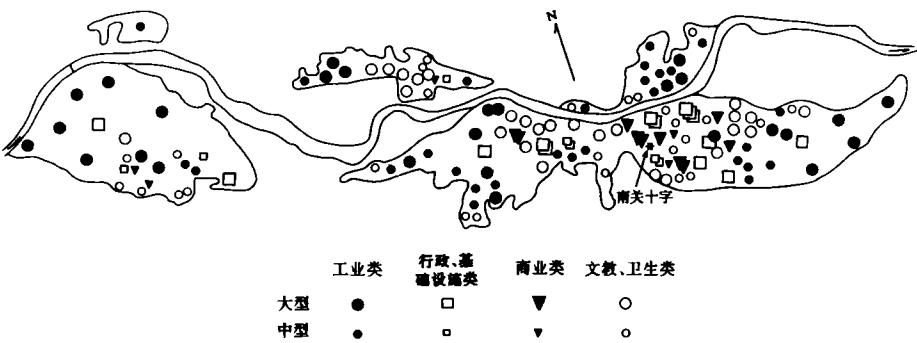 N
南关十字
工业类
行政、基
础设施类
商业类
文教、卫生类
大型
中型